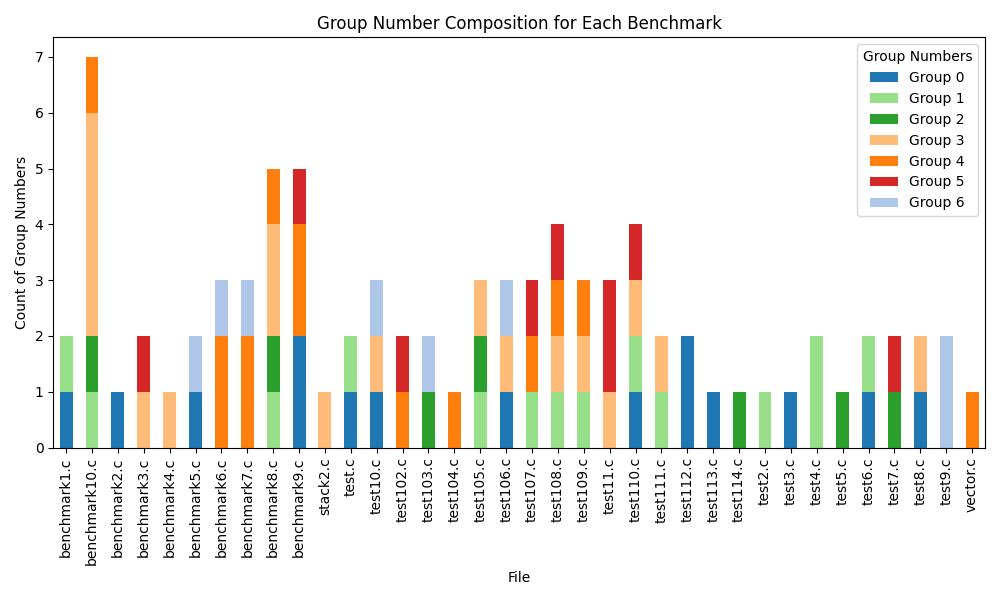 Group Number Composition for Each Benchmark
Count of Group Numbers
7
6
5
4
3
2
1
0
Group Numbers
Group 0
Group 1
Group 2
Group 3
Group 4
Group 5
Group 6
benchmark1.c
benchmark10.c
benchmark2.c
benchmark3.c
benchmark4.c
benchmark5.c
benchmark6.c
benchmark7.c
benchmark8.c
benchmark9.c
stack2.c
test.c
test10.c
test102.c
test103.c
test104.c
test105.c
test106.c
test107.c
test108.c
test109.c
test11.c
test110.c
test111.c
test112.c
test113.c
test114.c
test2.c
test3.c
test4.c
test5.c
test6.c
test7.c
test8.c
test9.c
vector.c
File